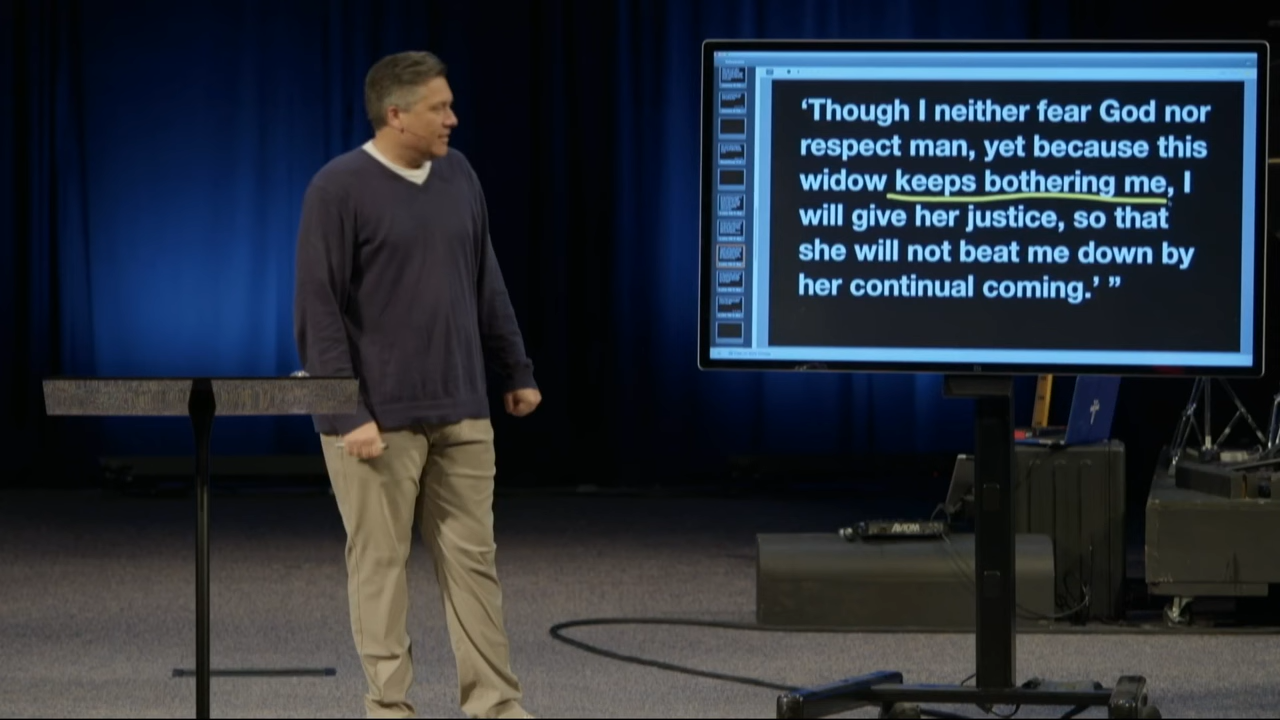 ‘Though I neither fear God nor
respect man, yet because this
widow keeps bothering me, I
will give her justice, so that
she will not beat me down by
her continual coming.’ ”
AVIOM